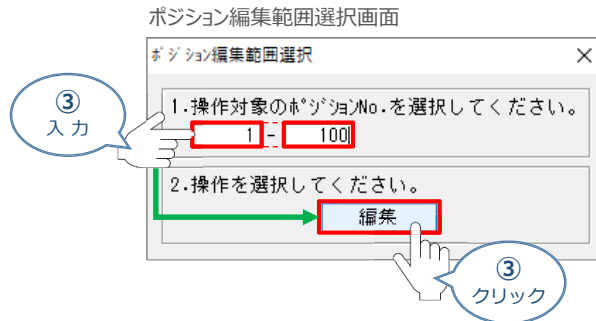 ポジション編集範囲選択画面
ﾎﾟｼﾞｼｮﾝ編集範囲選択
1.操作対象のﾎﾟｼﾞｼｮﾝNo.を選択してください。
③
入 力
1 - 100
2.操作を選択してください。
編集
③
クリック